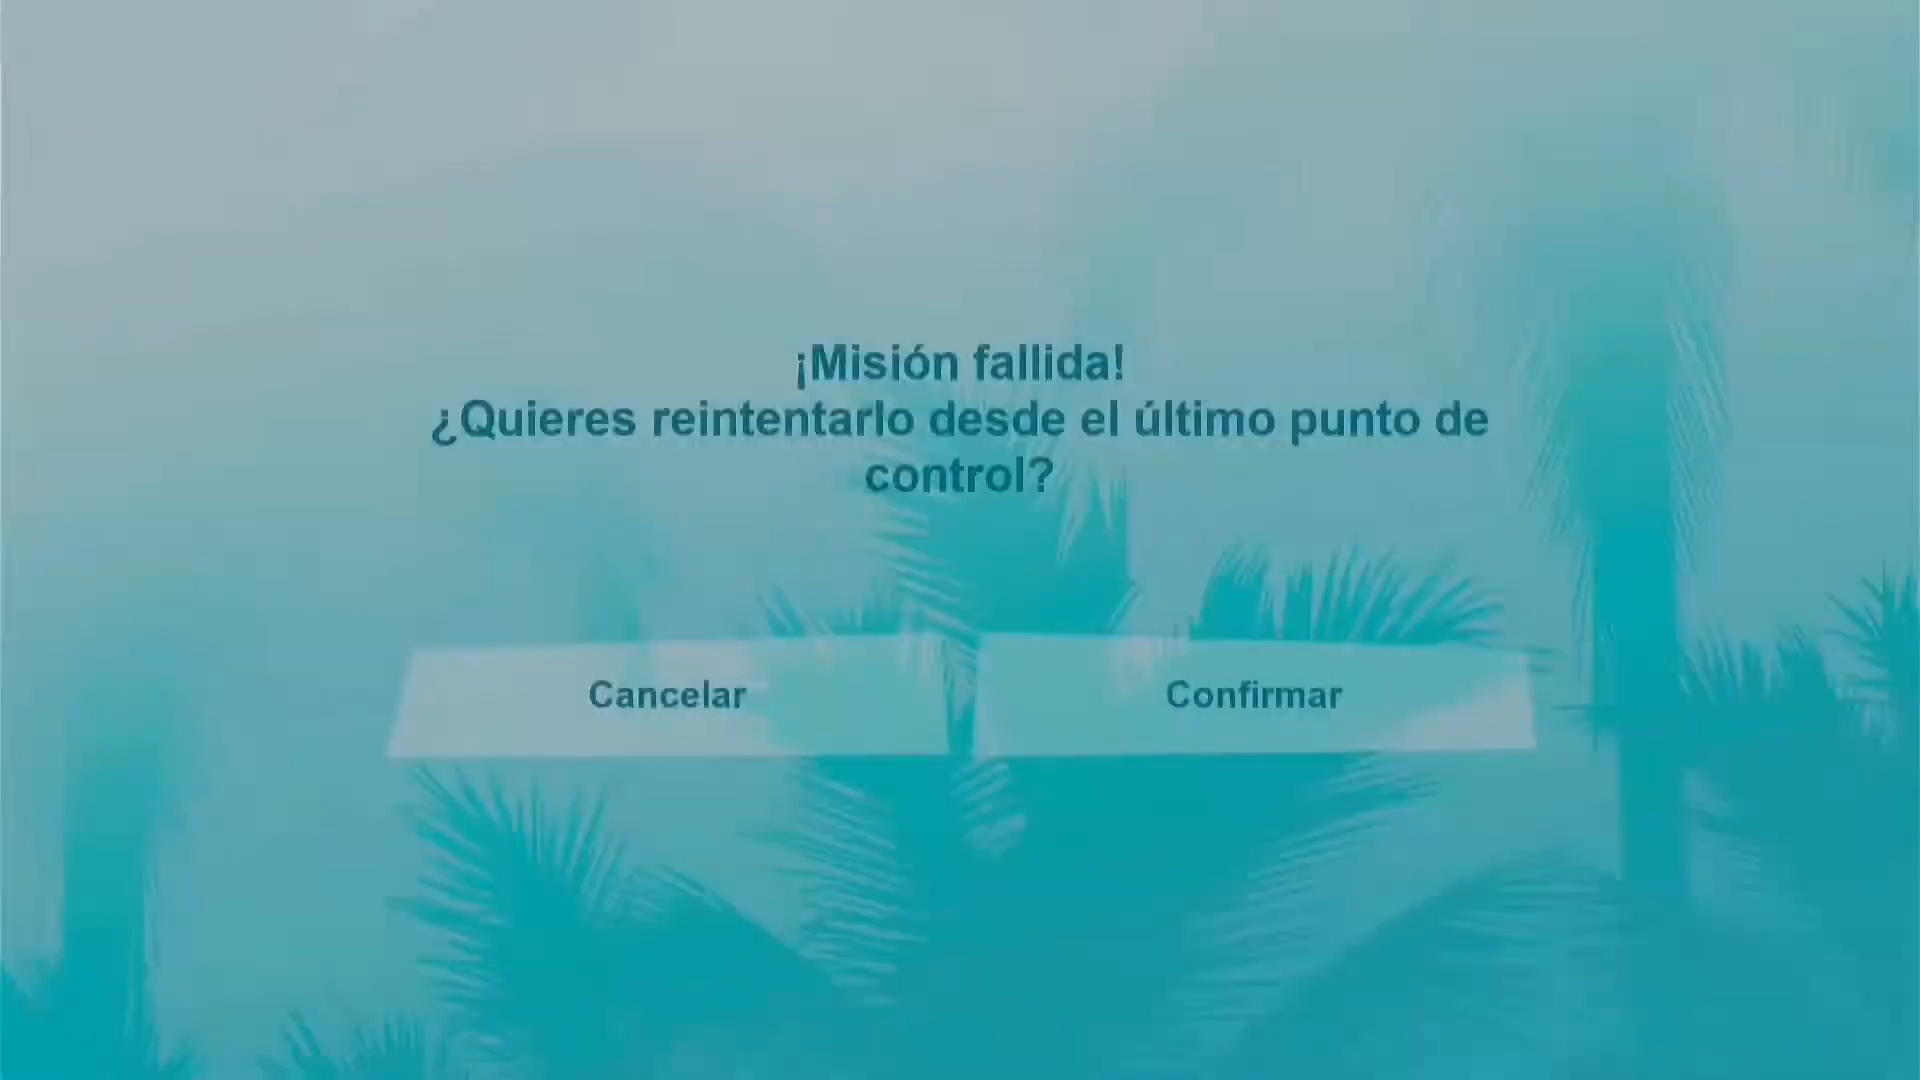 ¡Misión fallida!
¿Quieres reintentarlo desde el último punto de
control?
Cancelar
Confirmar